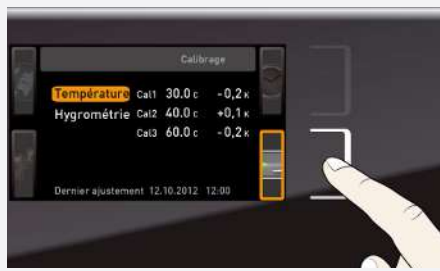 Calibrage
Température Cal1 30.0 c -0,2 K
Hygrométrie Cal2 40.0 c +0,1 K
Cal3 60.0 c -0,2 K
Dernier ajustement 12.10.2012 12:00